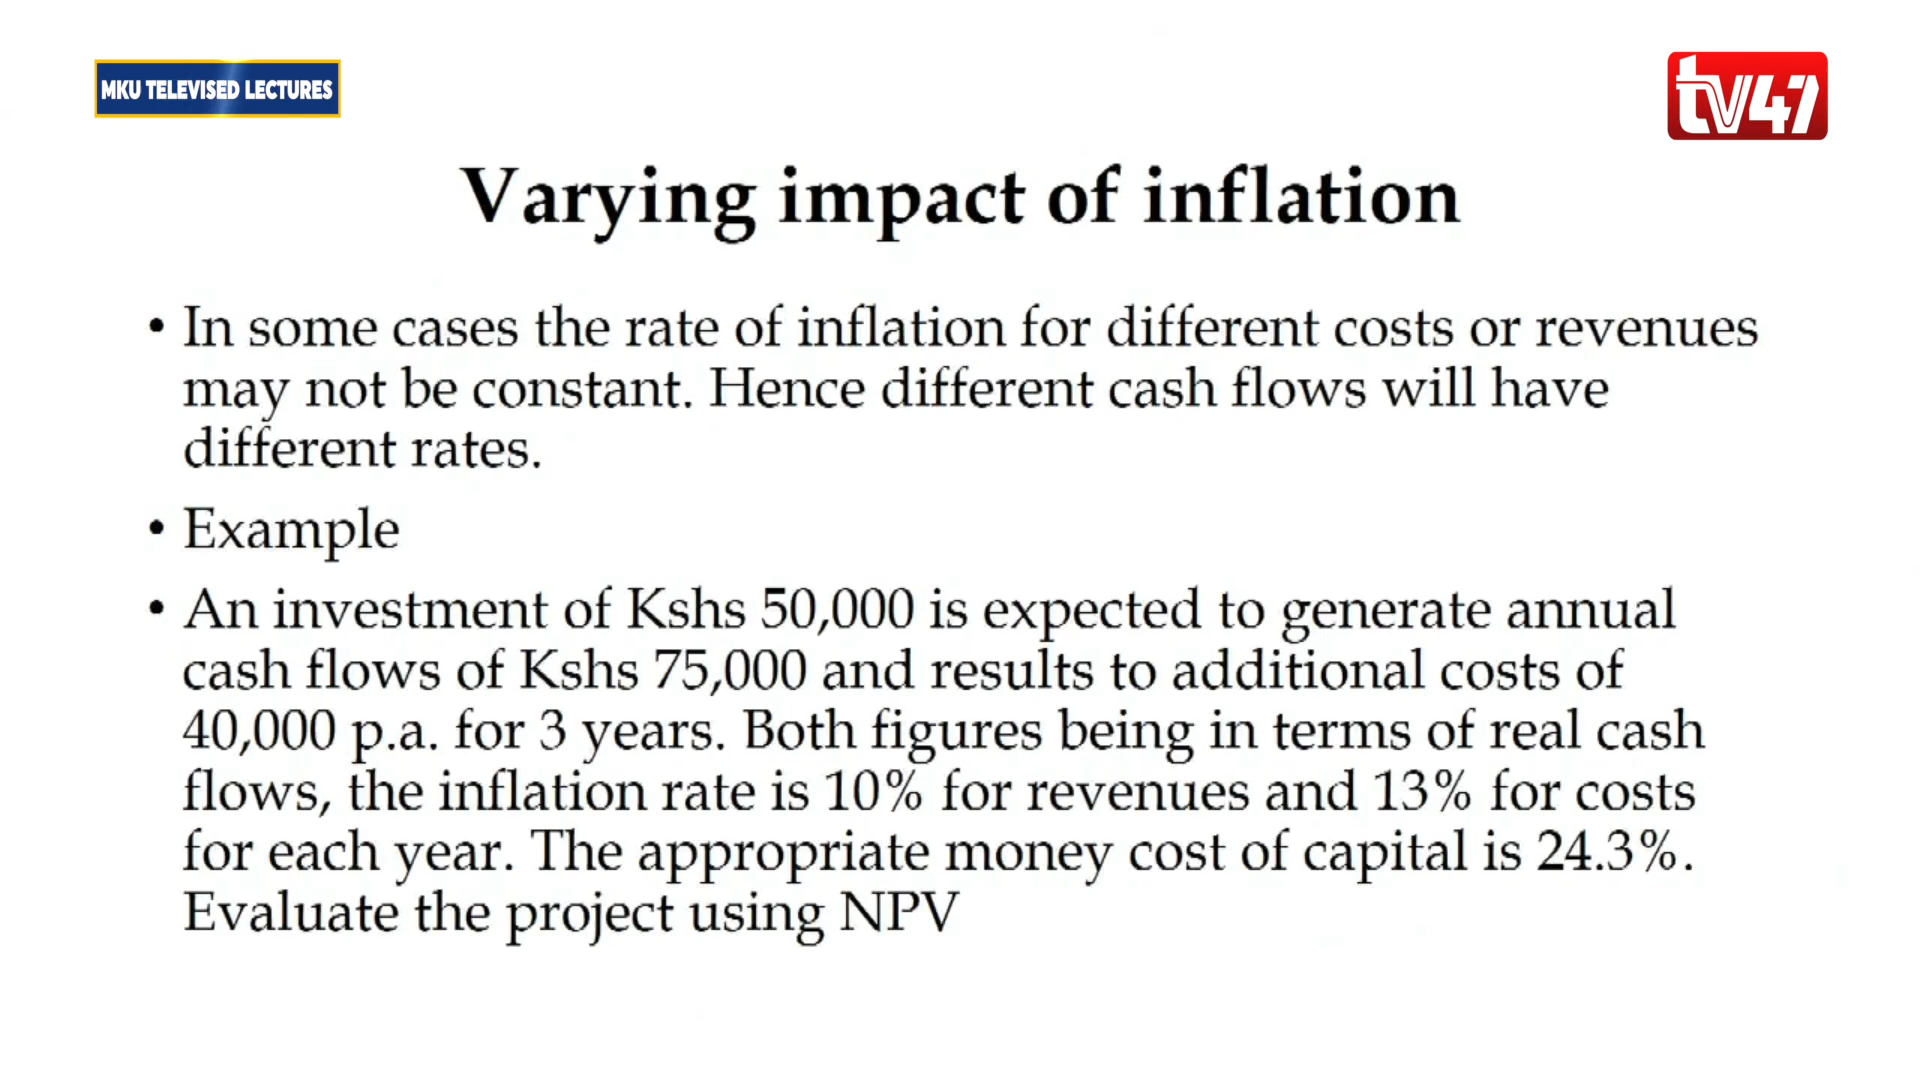 MKU TELEVISED LECTURES
tv47
Varying impact of inflation
• In some cases the rate of inflation for different costs or revenues
may not be constant. Hence different cash flows will have
different rates.
• Example
• An investment of Kshs 50,000 is expected to generate annual
cash flows of Kshs 75,000 and results to additional costs of
40,000 p.a. for 3 years. Both figures being in terms of real cash
flows, the inflation rate is 10% for revenues and 13% for costs
for each year. The appropriate money cost of capital is 24.3%.
Evaluate the project using NPV